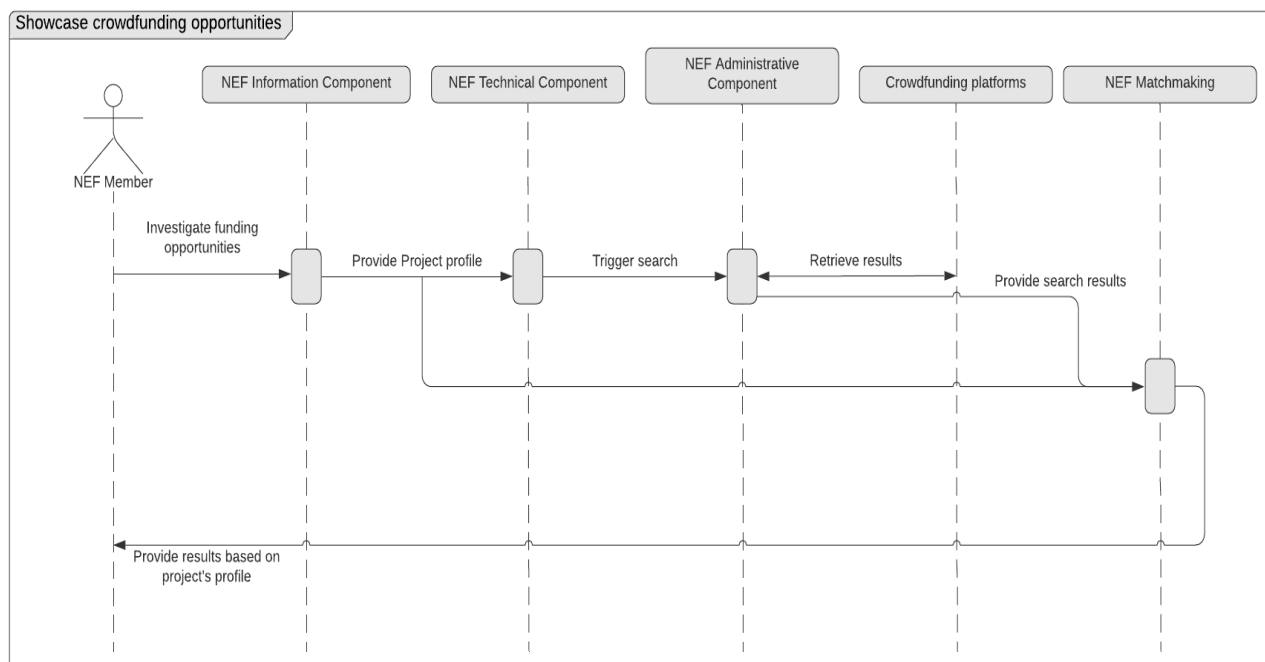 Showcase crowdfunding opportunities
NEF Information Component
NEF Technical Component
NEF Administrative
Component
Crowdfunding platforms
NEF Matchmaking
NEF Member
Investigate funding
opportunities
Provide Project profile
Trigger search
Retrieve results
Provide search results
Provide results based on
project's profile